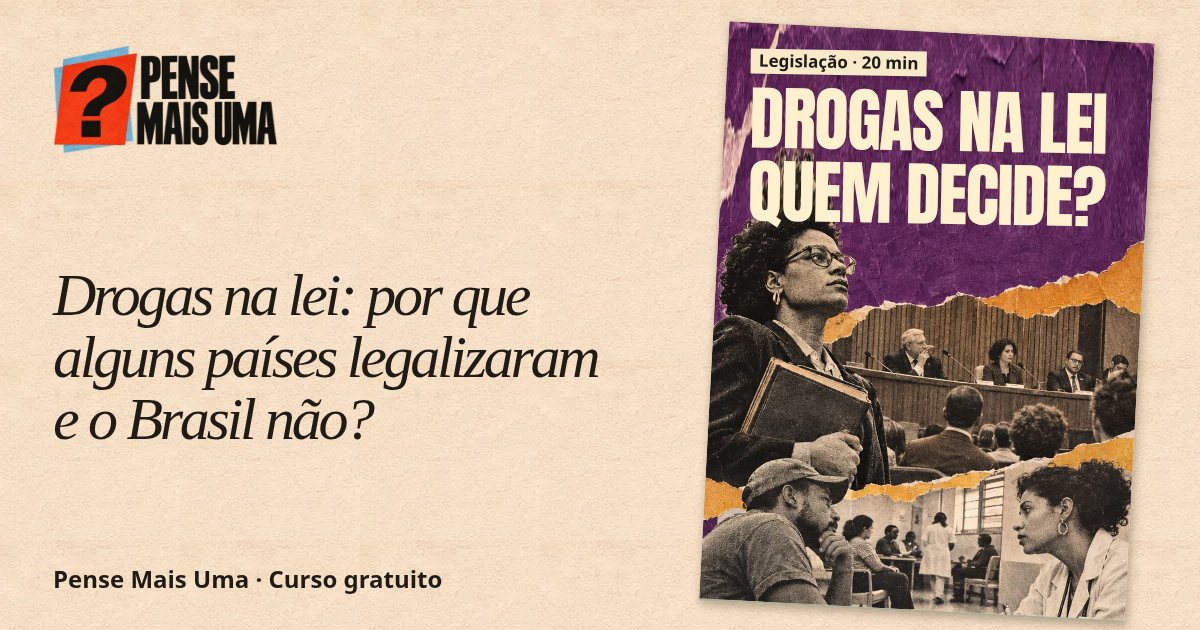 ?
PENSE
MAIS UMA
Drogas na lei: por que
alguns países legalizaram
e o Brasil não?
Pense Mais Uma · Curso gratuito
Legislação · 20 min
DROGAS NA LEI
QUEM DECIDE?